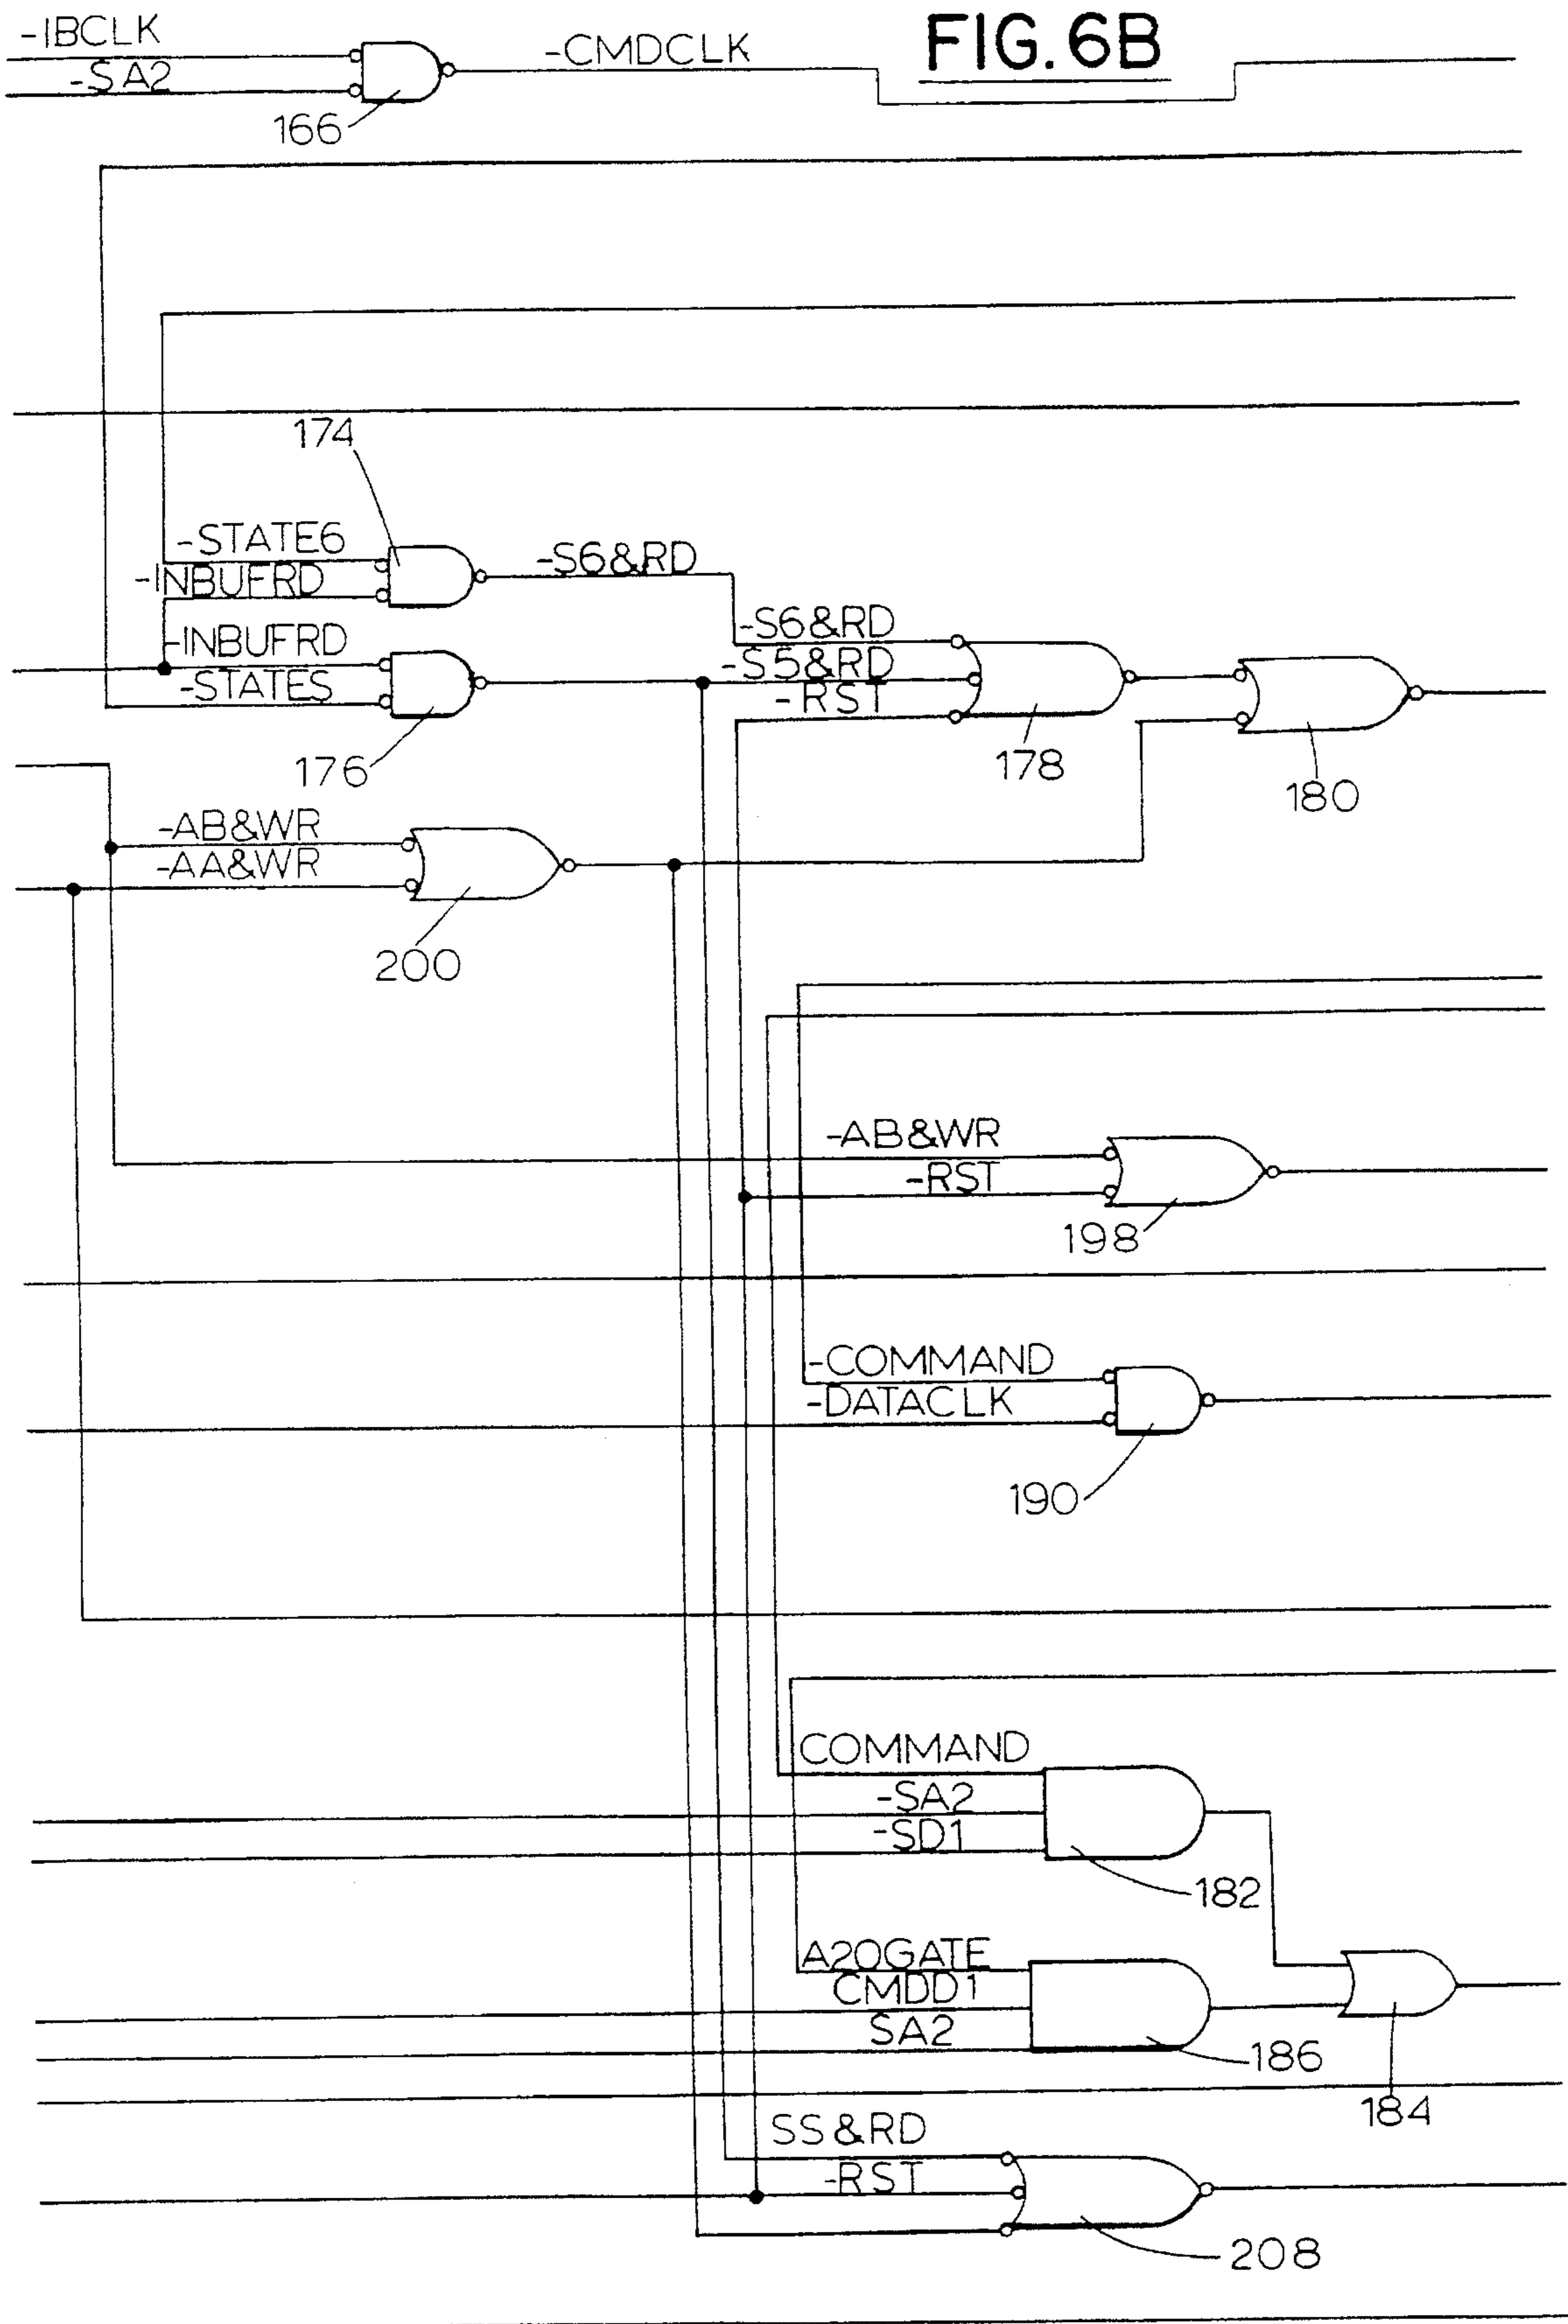 FIG. 6B
-IBCLK
-SA2
-CMDCLK
166
174
-STATE6
-INBUFRD
-S6&RD
-INBUFRD
-STATES
176
-S6&RD
-S5&RD
-RST
178
180
-AB&WR
-AA&WR
200
-AB&WR
-RST
198
-COMMAND
-DATACLK
190
COMMAND
-SA2
-SD1
182
A20GATE
CMDD1
SA2
186
184
SS&RD
-RST
208